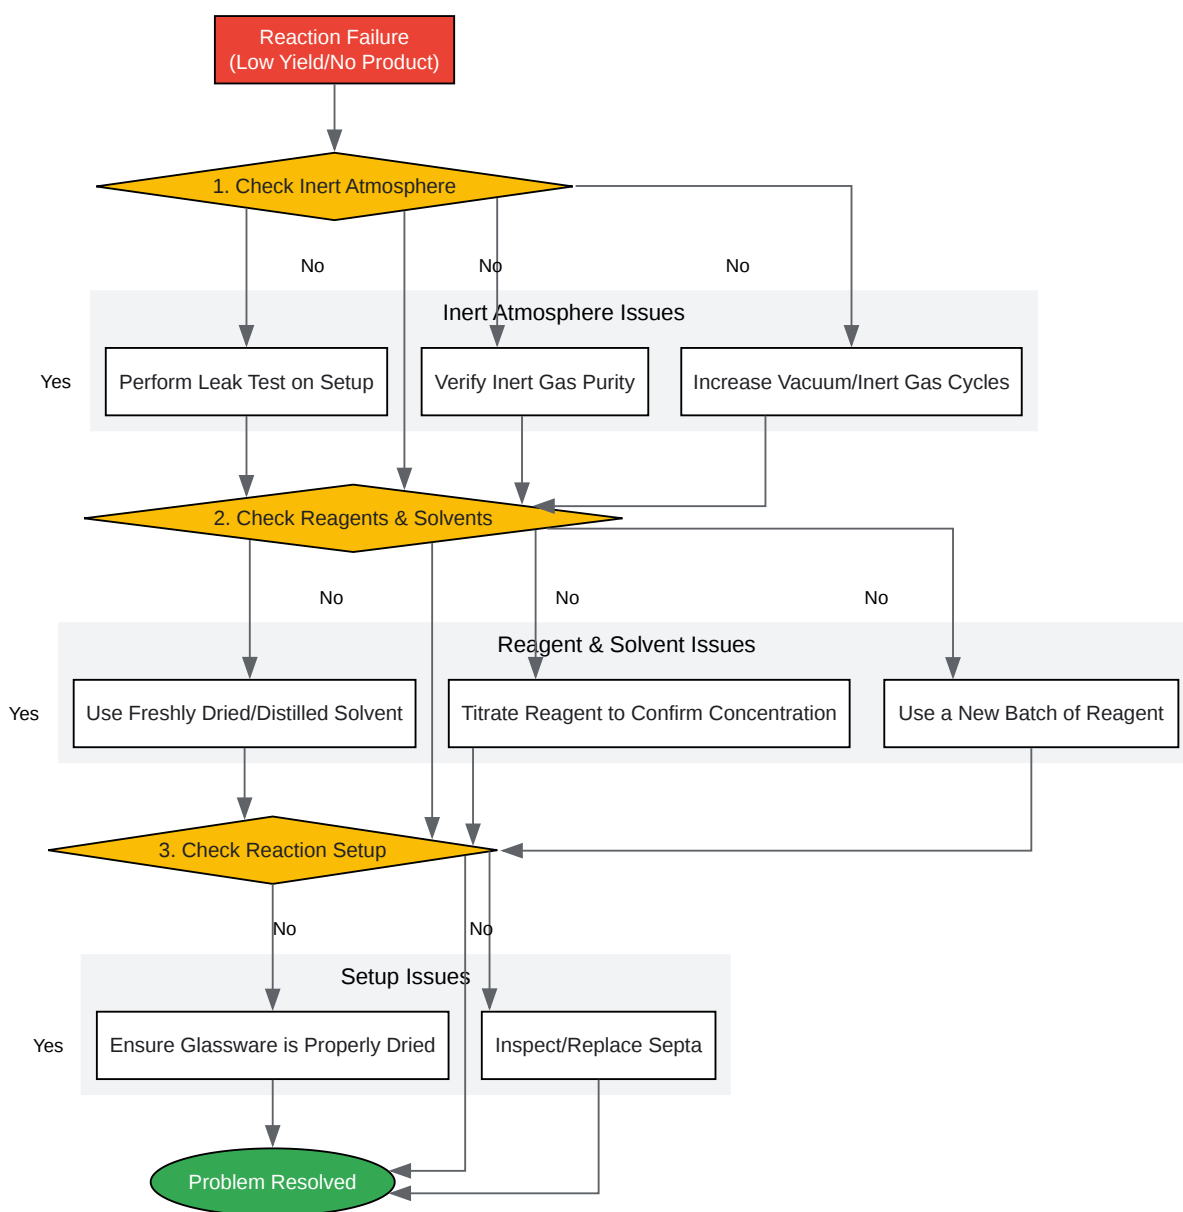 Reaction Failure
(Low Yield/No Product)
1. Check Inert Atmosphere
No
No
No
Inert Atmosphere Issues
Yes
Perform Leak Test on Setup
Verify Inert Gas Purity
Increase Vacuum/Inert Gas Cycles
2. Check Reagents & Solvents
No
No
No
Reagent & Solvent Issues
Yes
Use Freshly Dried/Distilled Solvent
Titrate Reagent to Confirm Concentration
Use a New Batch of Reagent
3. Check Reaction Setup
No
No
Setup Issues
Yes
Ensure Glassware is Properly Dried
Inspect/Replace Septa
Problem Resolved